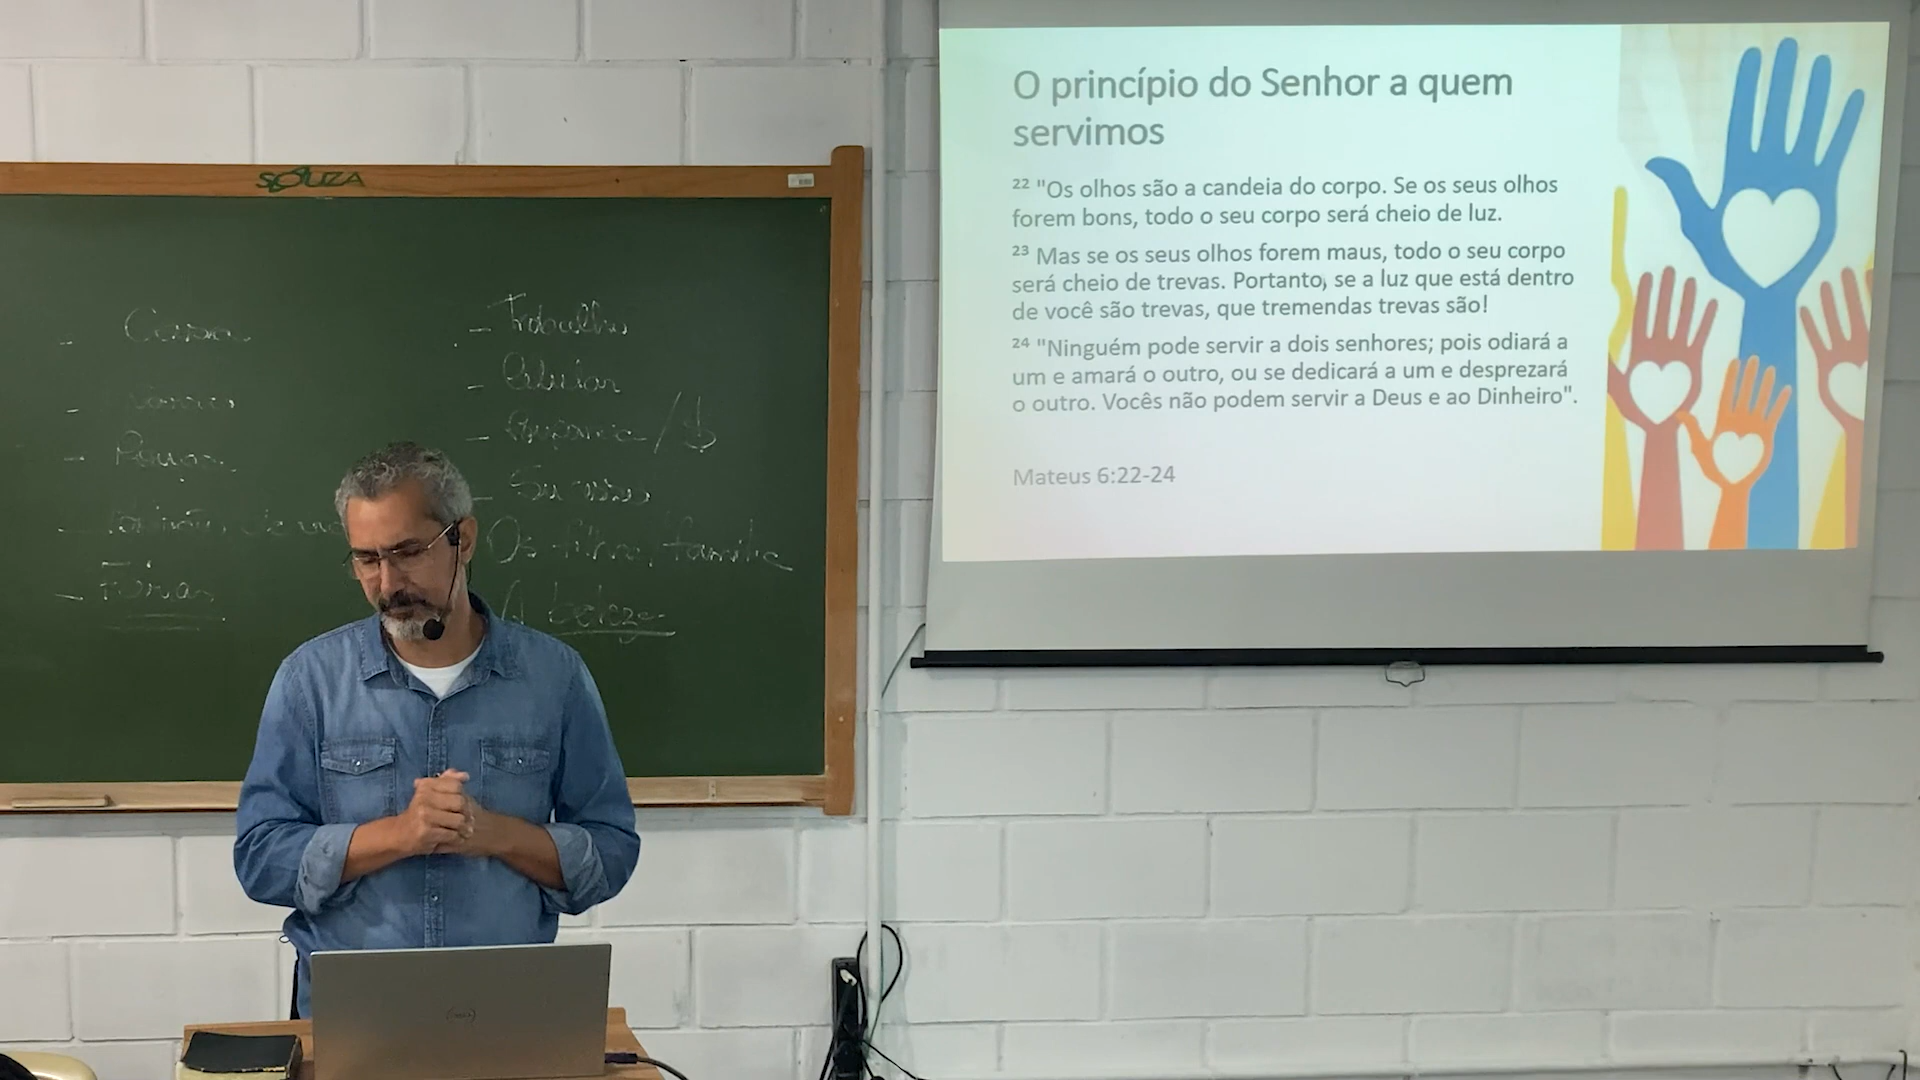 SOUZA
- Casa
-
-
-
-
- Trabalho
- Celular
- / $
-
Os filhos, família
A beleza
O princípio do Senhor a quem
servimos
²² "Os olhos são a candeia do corpo. Se os seus olhos
forem bons, todo o seu corpo será cheio de luz.
²³ Mas se os seus olhos forem maus, todo o seu corpo
será cheio de trevas. Portanto, se a luz que está dentro
de você são trevas, que tremendas trevas são!
²⁴ "Ninguém pode servir a dois senhores; pois odiará a
um e amará o outro, ou se dedicará a um e desprezará
o outro. Vocês não podem servir a Deus e ao Dinheiro".
Mateus 6:22-24
DELL